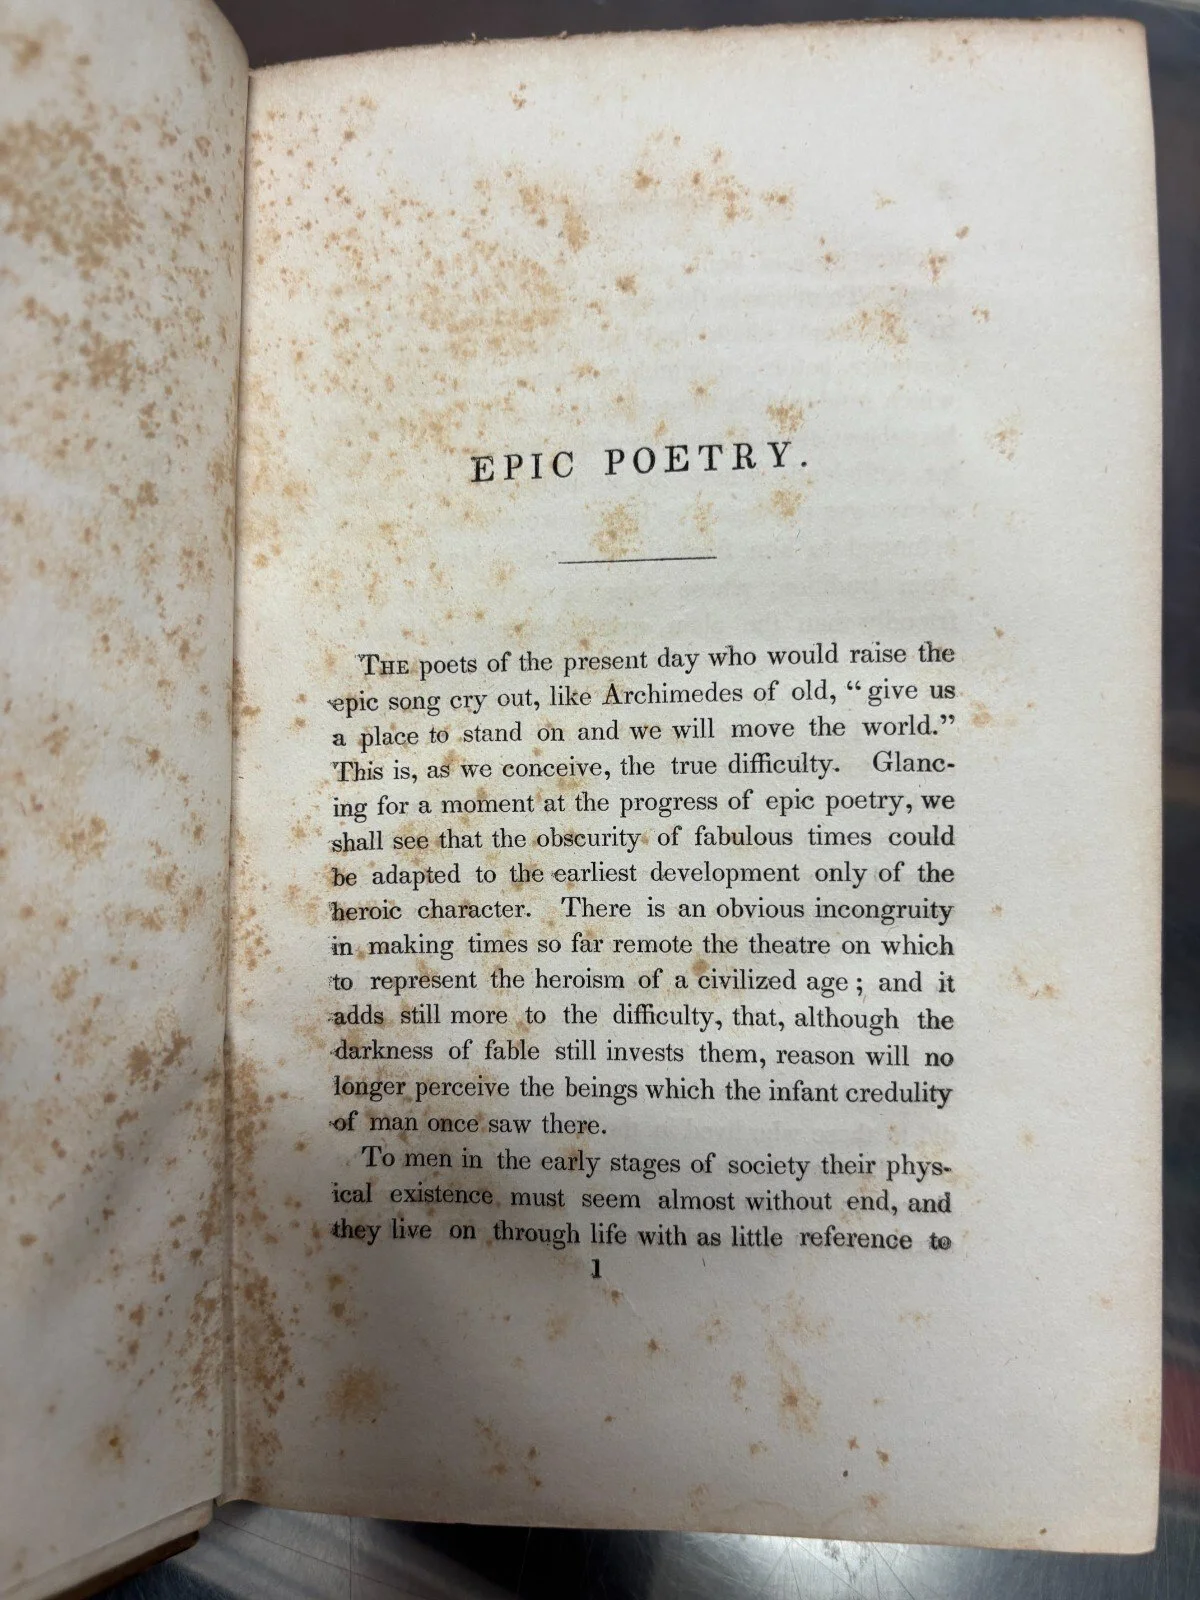 EPIC POETRY.
THE poets of the present day who would raise the
epic song cry out, like Archimedes of old, “ give us
a place to stand on and we will move the world.”
This is, as we conceive, the true difficulty. Glanc-
ing for a moment at the progress of epic poetry, we
shall see that the obscurity of fabulous times could
be adapted to the earliest development only of the
heroic character. There is an obvious incongruity
in making times so far remote the theatre on which
to represent the heroism of a civilized age ; and it
adds still more to the difficulty, that, although the
darkness of fable still invests them, reason will no
longer perceive the beings which the infant credulity
of man once saw there.
To men in the early stages of society their phys-
ical existence must seem almost without end, and
they live on through life with as little reference to
1